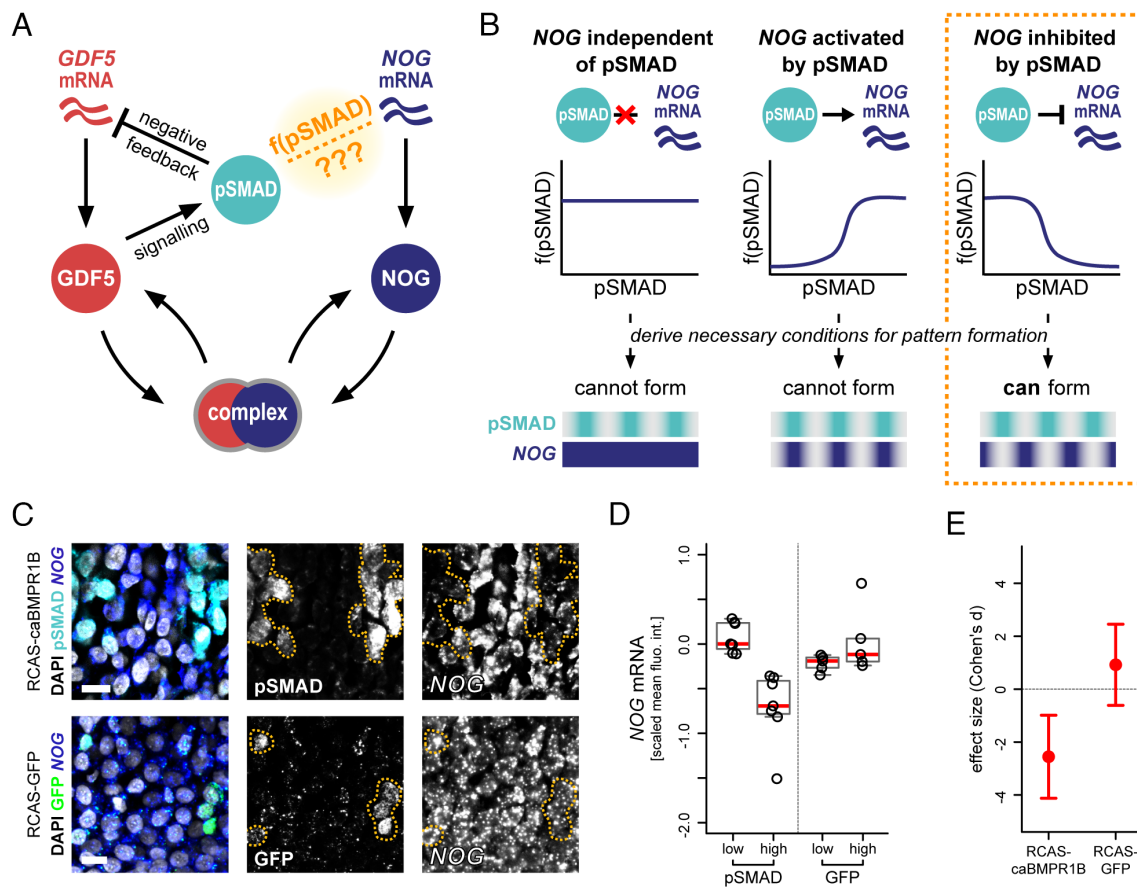 A
GDF5
mRNA
NOG
mRNA
negative
feedback
f(pSMAD)
???
pSMAD
signalling
GDF5
NOG
complex
B
NOG independent
of pSMAD
NOG activated
by pSMAD
NOG inhibited
by pSMAD
pSMAD
NOG
mRNA
pSMAD
NOG
mRNA
pSMAD
NOG
mRNA
f(pSMAD)
pSMAD
f(pSMAD)
pSMAD
f(pSMAD)
pSMAD
derive necessary conditions for pattern formation
cannot form
cannot form
can form
pSMAD
NOG
C
RCAS-caBMPR1B
DAPI pSMAD NOG
pSMAD
NOG
RCAS-GFP
DAPI GFP NOG
GFP
NOG
D
NOG mRNA
[scaled mean fluo. int.]
1.0
0.0
-1.0
-2.0
low
high
low
high
pSMAD
GFP
E
effect size (Cohen's d)
4
2
0
-2
-4
RCAS-
caBMPR1B
RCAS-
GFP